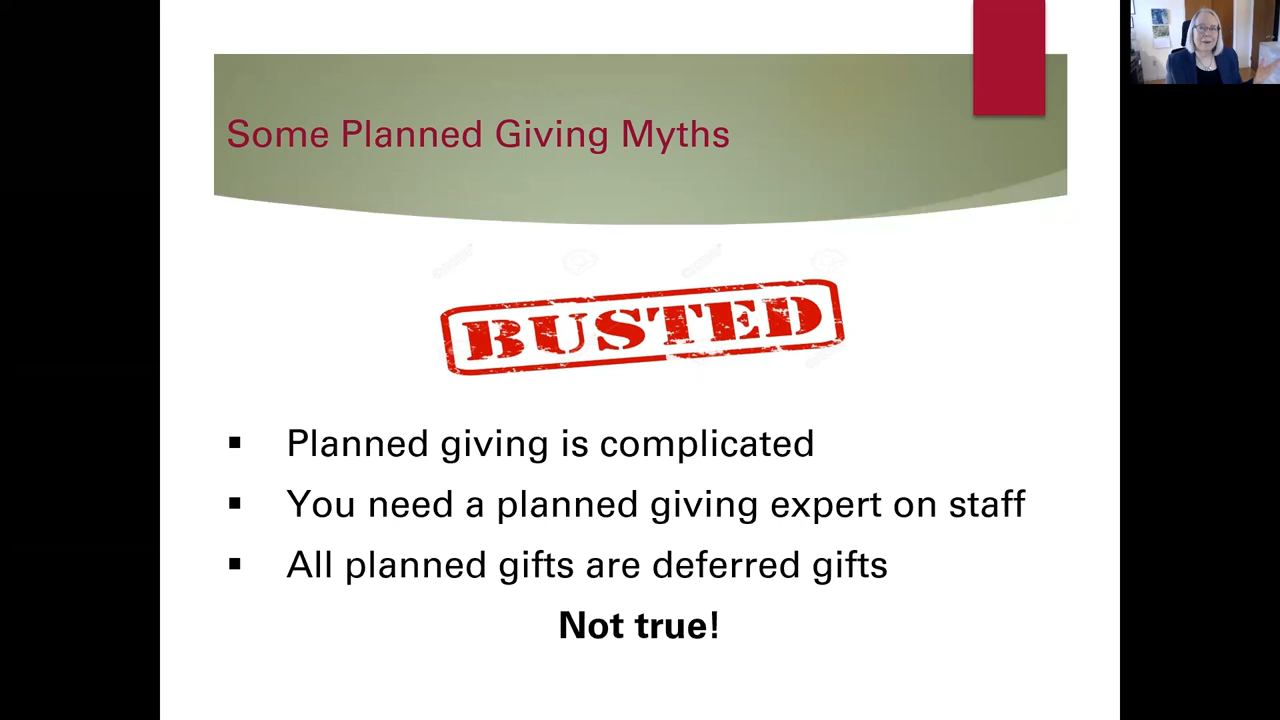 Some Planned Giving Myths
BUSTED
▪ Planned giving is complicated
▪ You need a planned giving expert on staff
▪ All planned gifts are deferred gifts
Not true!